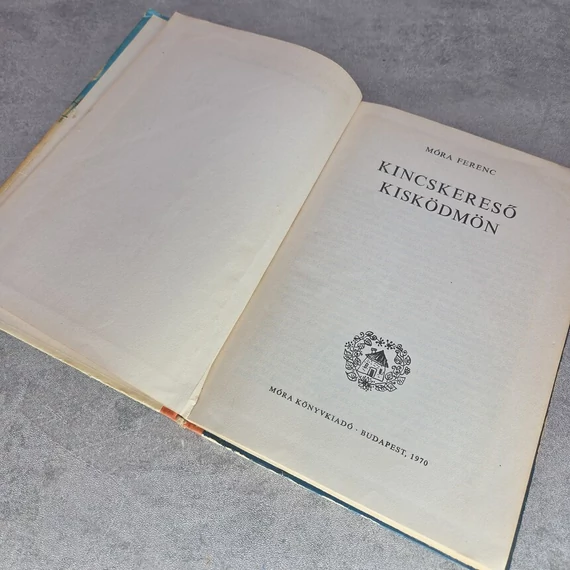 MÓRA FERENC
KINCSKERESŐ
KISKÖDMÖN
MÓRA KÖNYVKIADÓ · BUDAPEST, 1970